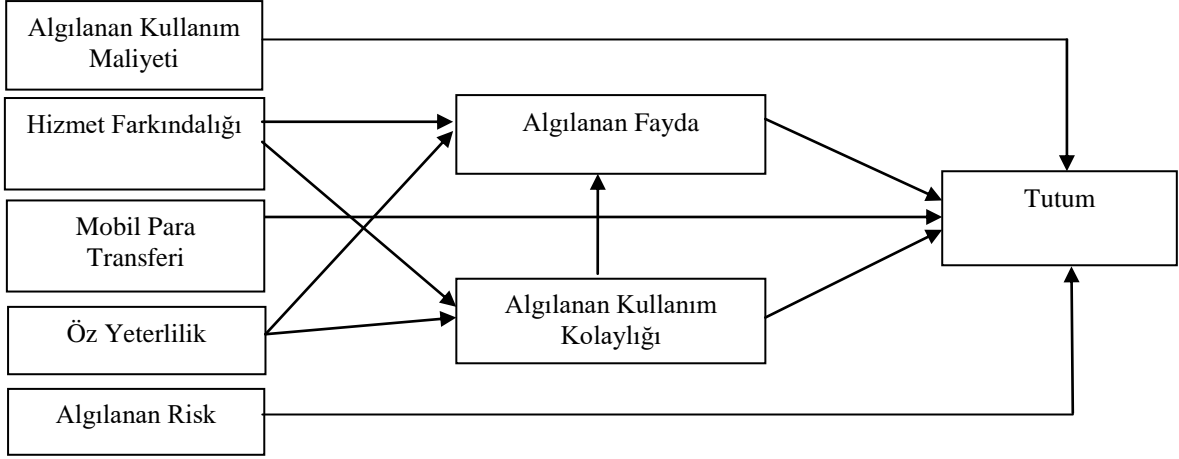 Algılanan Kullanım
Maliyeti
Hizmet Farkındalığı
Mobil Para
Transferi
Öz Yeterlilik
Algılanan Risk
Algılanan Fayda
Algılanan Kullanım
Kolaylığı
Tutum